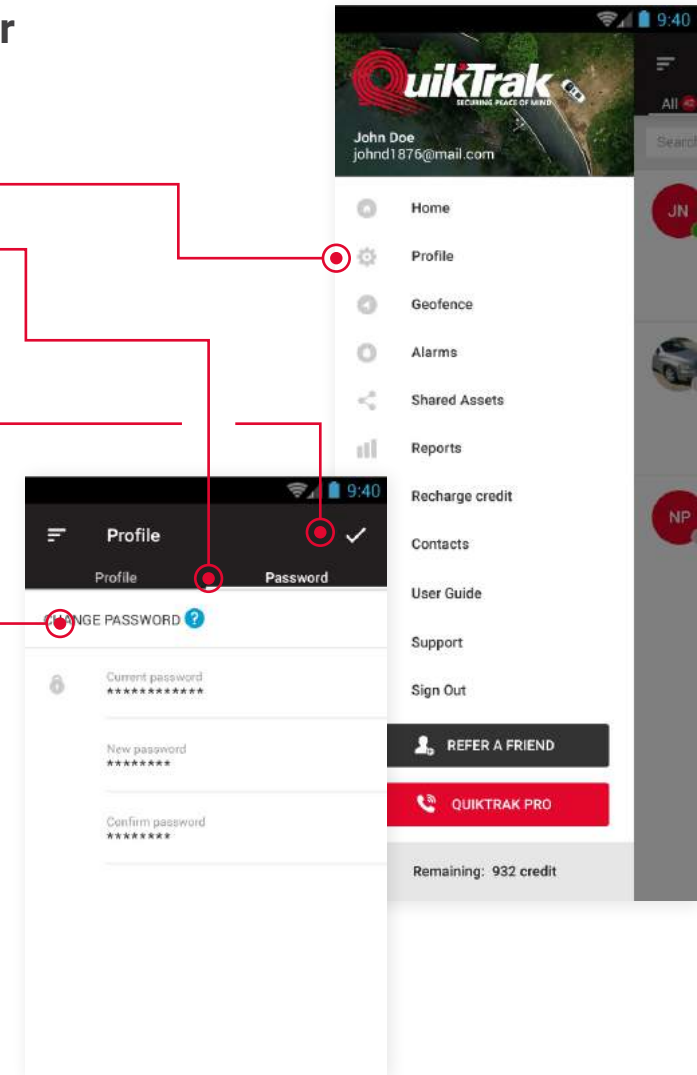 r
9:40
QuikTrak
SECURING PEACE OF MIND
All
John Doe
johnd1876@mail.com
Search
Home
JN
Profile
Geofence
Alarms
Shared Assets
Reports
Recharge credit
NP
Contacts
User Guide
Support
Sign Out
REFER A FRIEND
QUIKTRAK PRO
Remaining: 932 credit
9:40
Profile
Profile Password
CHANGE PASSWORD ?
Current password
************
New password
********
Confirm password
********